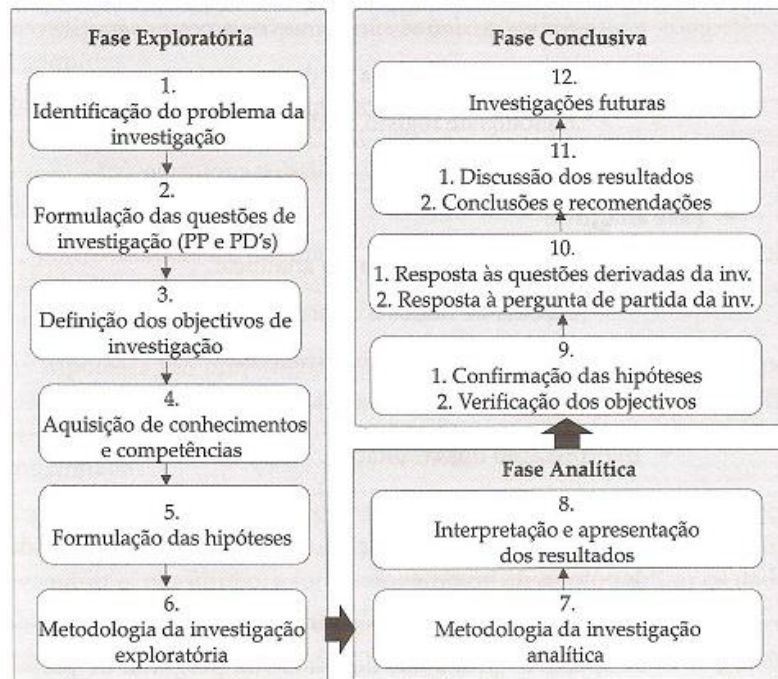 Fase Exploratória
1.
Identificação do problema da
investigação
2.
Formulação das questões de
investigação (PP e PD's)
3.
Definição dos objectivos de
investigação
4.
Aquisição de conhecimentos
e competências
5.
Formulação das hipóteses
6.
Metodologia da investigação
exploratória
Fase Analítica
7.
Metodologia da investigação
analítica
8.
Interpretação e apresentação
dos resultados
Fase Conclusiva
9.
1. Confirmação das hipóteses
2. Verificação dos objectivos
10.
1. Resposta às questões derivadas da inv.
2. Resposta à pergunta de partida da inv.
11.
1. Discussão dos resultados
2. Conclusões e recomendações
12.
Investigações futuras